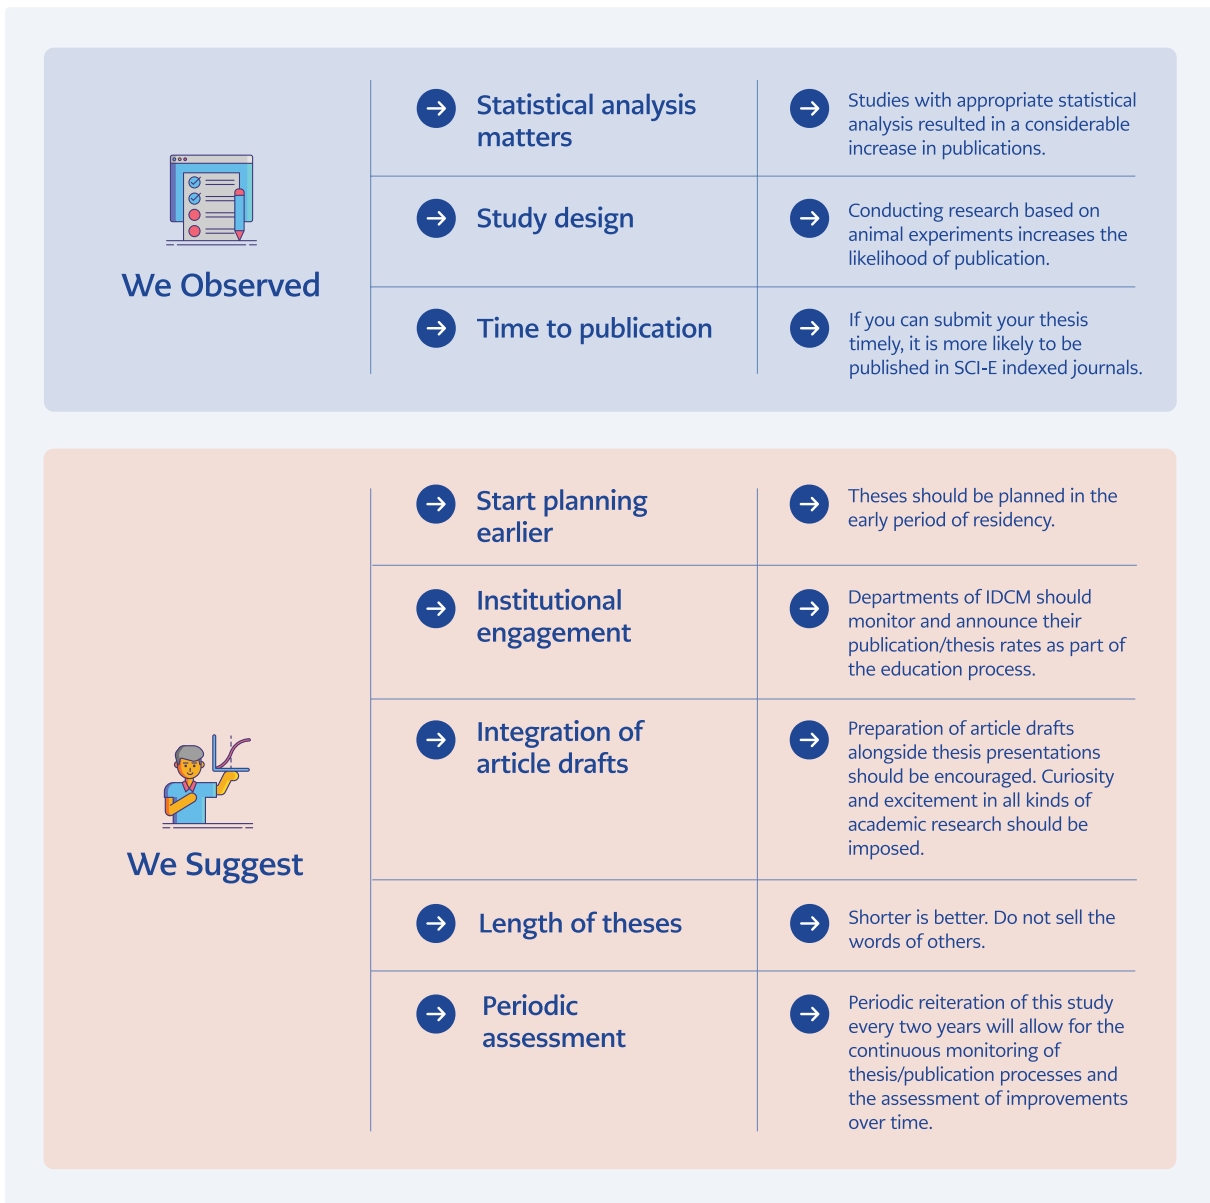 We Observed
Statistical analysis
matters
Studies with appropriate statistical
analysis resulted in a considerable
increase in publications.
Study design
Conducting research based on
animal experiments increases the
likelihood of publication.
Time to publication
If you can submit your thesis
timely, it is more likely to be
published in SCI-E indexed journals.
We Suggest
Start planning
earlier
Theses should be planned in the
early period of residency.
Institutional
engagement
Departments of IDCM should
monitor and announce their
publication/thesis rates as part of
the education process.
Integration of
article drafts
Preparation of article drafts
alongside thesis presentations
should be encouraged. Curiosity
and excitement in all kinds of
academic research should be
imposed.
Length of theses
Shorter is better. Do not sell the
words of others.
Periodic
assessment
Periodic reiteration of this study
every two years will allow for the
continuous monitoring of
thesis/publication processes and
the assessment of improvements
over time.